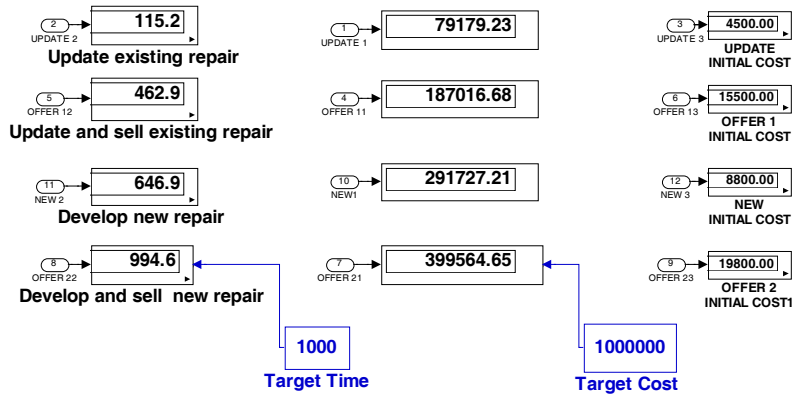 2
UPDATE 2
115.2
Update existing repair
1
UPDATE 1
79179.23
3
UPDATE 3
4500.00
UPDATE
INITIAL COST
5
OFFER 12
462.9
Update and sell existing repair
4
OFFER 11
187016.68
6
OFFER 13
15500.00
OFFER 1
INITIAL COST
11
NEW 2
646.9
Develop new repair
10
NEW1
291727.21
12
NEW 3
8800.00
NEW
INITIAL COST
8
OFFER 22
994.6
Develop and sell new repair
7
OFFER 21
399564.65
9
OFFER 23
19800.00
OFFER 2
INITIAL COST1
1000
Target Time
1000000
Target Cost